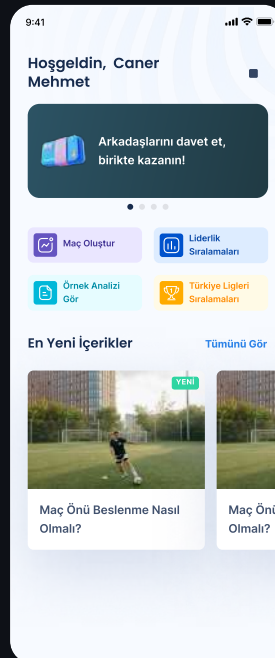 9:41
Hoşgeldin, Caner
Mehmet
Arkadaşlarını davet et,
birikte kazanın!
Maç Oluştur
Liderlik
Sıralamaları
Örnek Analizi
Gör
Türkiye Ligleri
Sıralamaları
En Yeni İçerikler
Tümünü Gör
YENİ
Maç Önü Beslenme Nasıl
Olmalı?
Maç Önü
Olmalı?